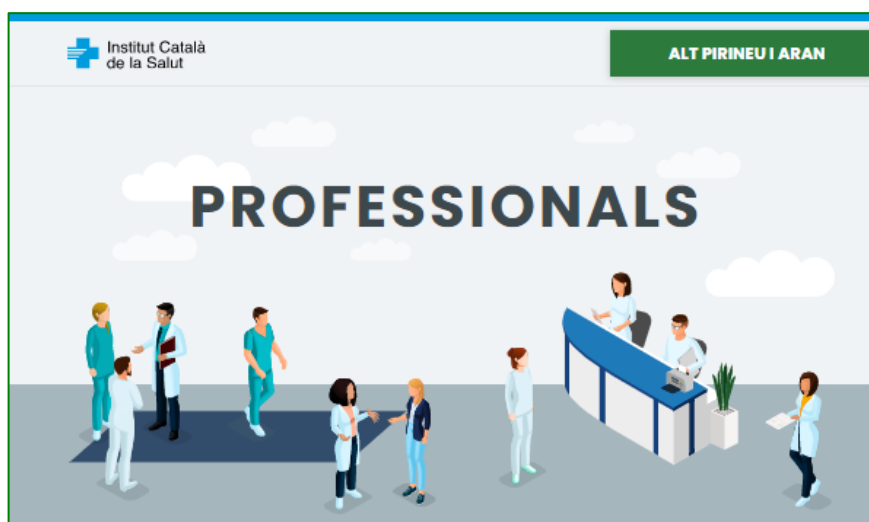 Institut Català
de la Salut
ALT PIRINEU I ARAN
PROFESSIONALS